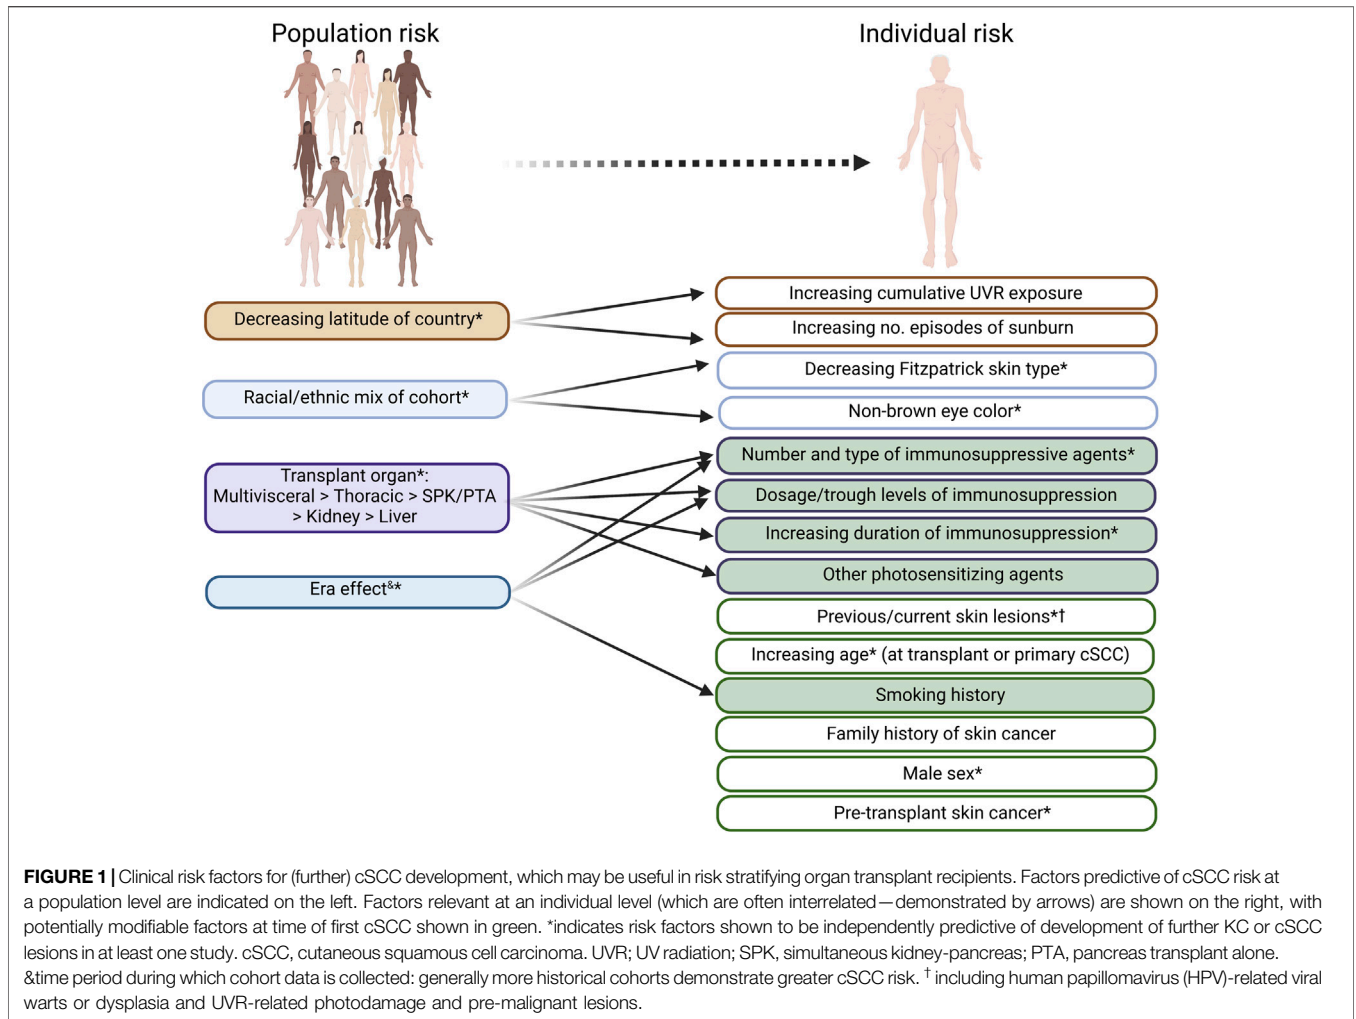 Population risk
Individual risk
Decreasing latitude of country*
Racial/ethnic mix of cohort*
Transplant organ*:
Multivisceral > Thoracic > SPK/PTA
> Kidney > Liver
Era effect&*
Increasing cumulative UVR exposure
Increasing no. episodes of sunburn
Decreasing Fitzpatrick skin type*
Non-brown eye color*
Number and type of immunosuppressive agents*
Dosage/trough levels of immunosuppression
Increasing duration of immunosuppression*
Other photosensitizing agents
Previous/current skin lesions*†
Increasing age* (at transplant or primary cSCC)
Smoking history
Family history of skin cancer
Male sex*
Pre-transplant skin cancer*
FIGURE 1 | Clinical risk factors for (further) cSCC development, which may be useful in risk stratifying organ transplant recipients. Factors predictive of cSCC risk at
a population level are indicated on the left. Factors relevant at an individual level (which are often interrelated—demonstrated by arrows) are shown on the right, with
potentially modifiable factors at time of first cSCC shown in green. *indicates risk factors shown to be independently predictive of development of further KC or cSCC
lesions in at least one study. cSCC, cutaneous squamous cell carcinoma. UVR; UV radiation; SPK, simultaneous kidney-pancreas; PTA, pancreas transplant alone.
&time period during which cohort data is collected: generally more historical cohorts demonstrate greater cSCC risk. † including human papillomavirus (HPV)-related viral
warts or dysplasia and UVR-related photodamage and pre-malignant lesions.